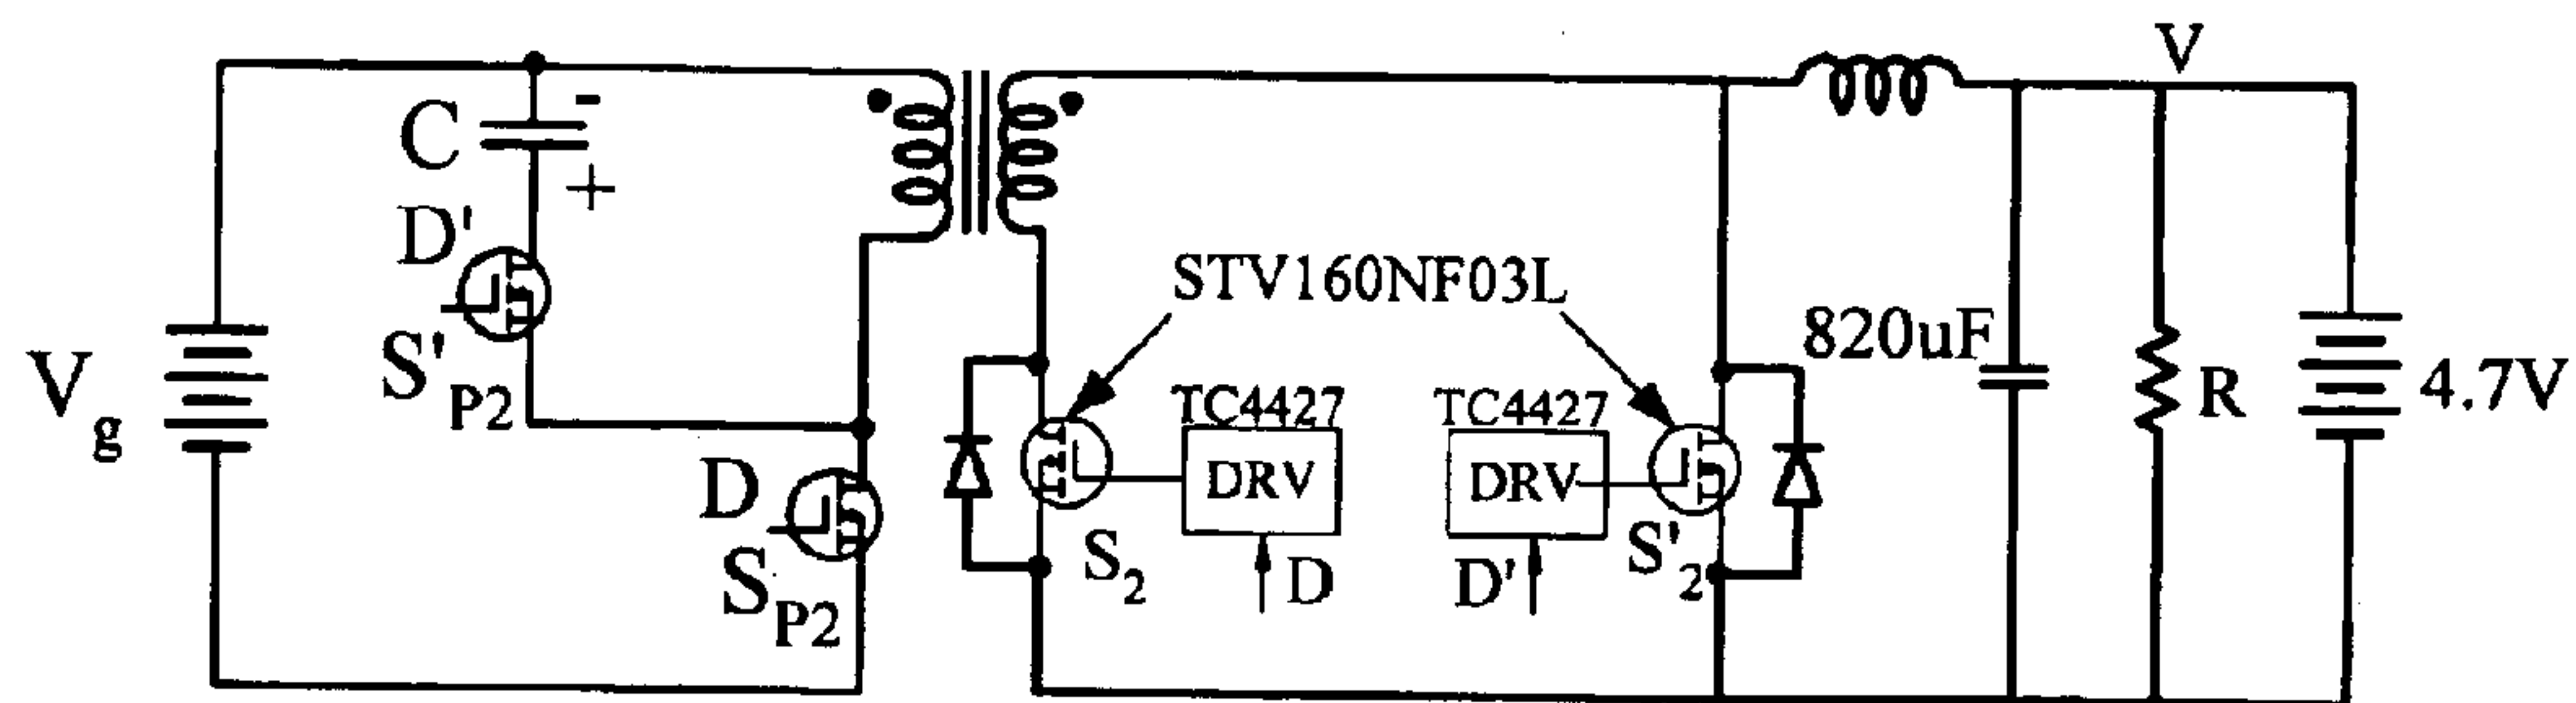 V
C
-
+
D'
S'P2
Vg
D
SP2
STV160NF03L
TC4427
DRV
S2
D
TC4427
DRV
S'2
D'
820uF
R
4.7V